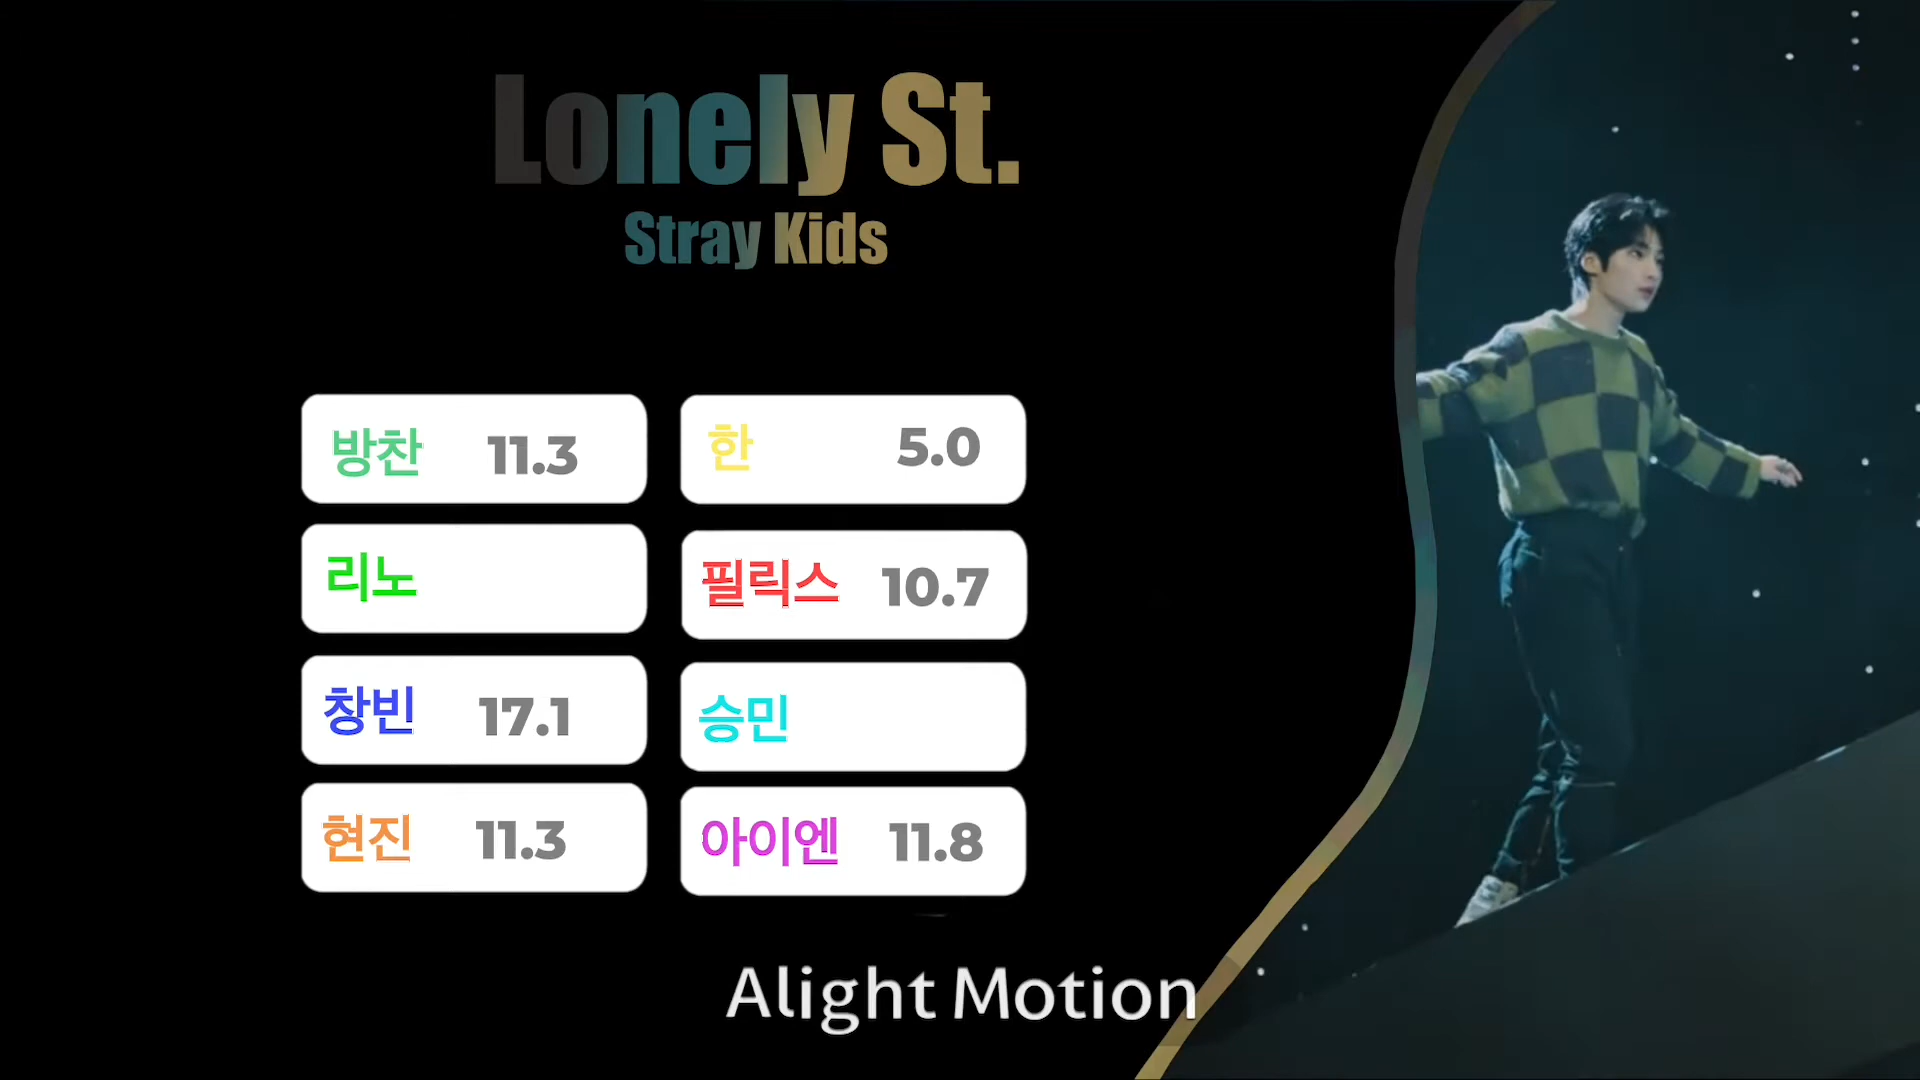 Lonely St.
Stray Kids
방찬 11.3
한 5.0
리노
필릭스 10.7
창빈 17.1
승민
현진 11.3
아이엔 11.8
Alight Motion